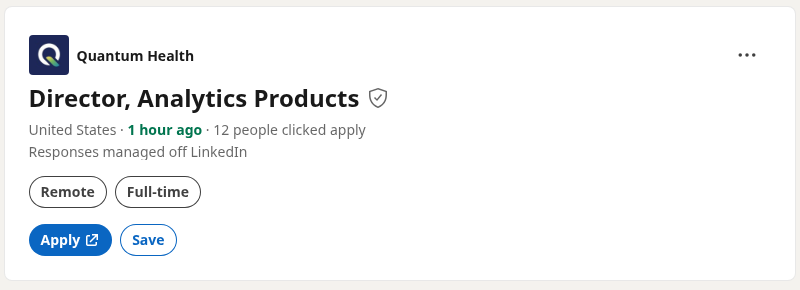 Quantum Health
Director, Analytics Products
United States · 1 hour ago · 12 people clicked apply
Responses managed off LinkedIn
Remote
Full-time
Apply
Save